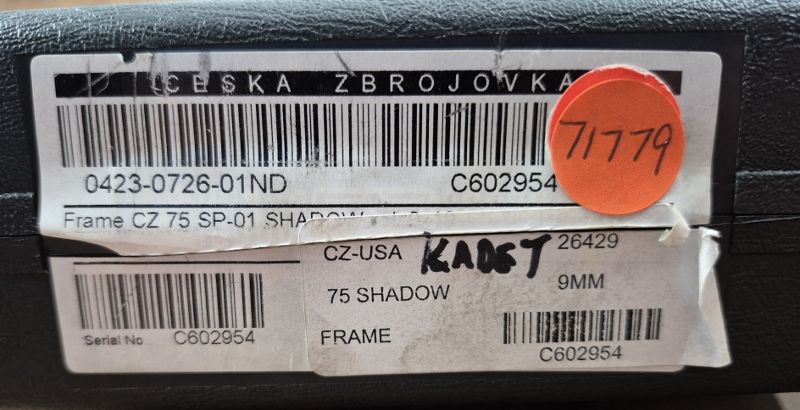 CESKA ZBROJOVKA
71779
0423-0726-01ND C602954
Frame CZ 75 SP-01 SHADOW
CZ-USA KADET 26429
75 SHADOW 9MM
FRAME
C602954
Serial No C602954